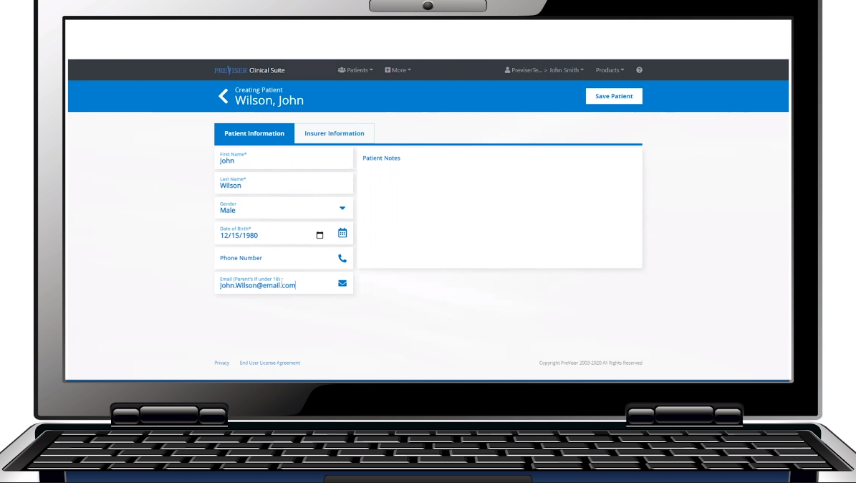 PREVISER Clinical Suite
Patients
More
PreviserTe... > John Smith
Products
Creating Patient
Wilson, John
Save Patient
Patient Information
Insurer Information
First Name*
John
Patient Notes
Last Name*
Wilson
Gender
Male
Date of Birth*
12/15/1980
Phone Number
Email (Parent's if under 18)
John.Wilson@email.com
Privacy
End User License Agreement
Copyright PreViser 2003-2020 All Rights Reserved